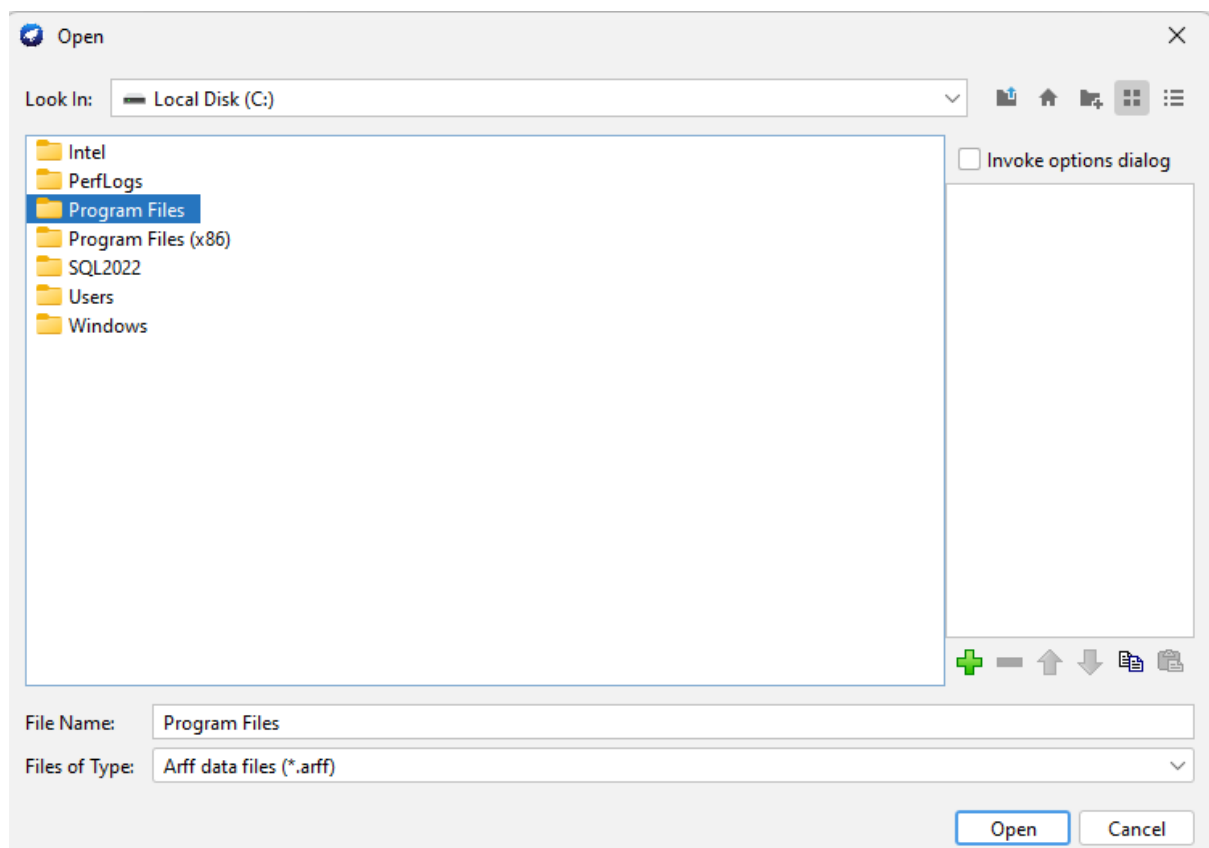 Open
Look In: Local Disk (C:)
Intel
PerfLogs
Program Files
Program Files (x86)
SQL2022
Users
Windows
Invoke options dialog
File Name: Program Files
Files of Type: Arff data files (*.arff)
Open Cancel